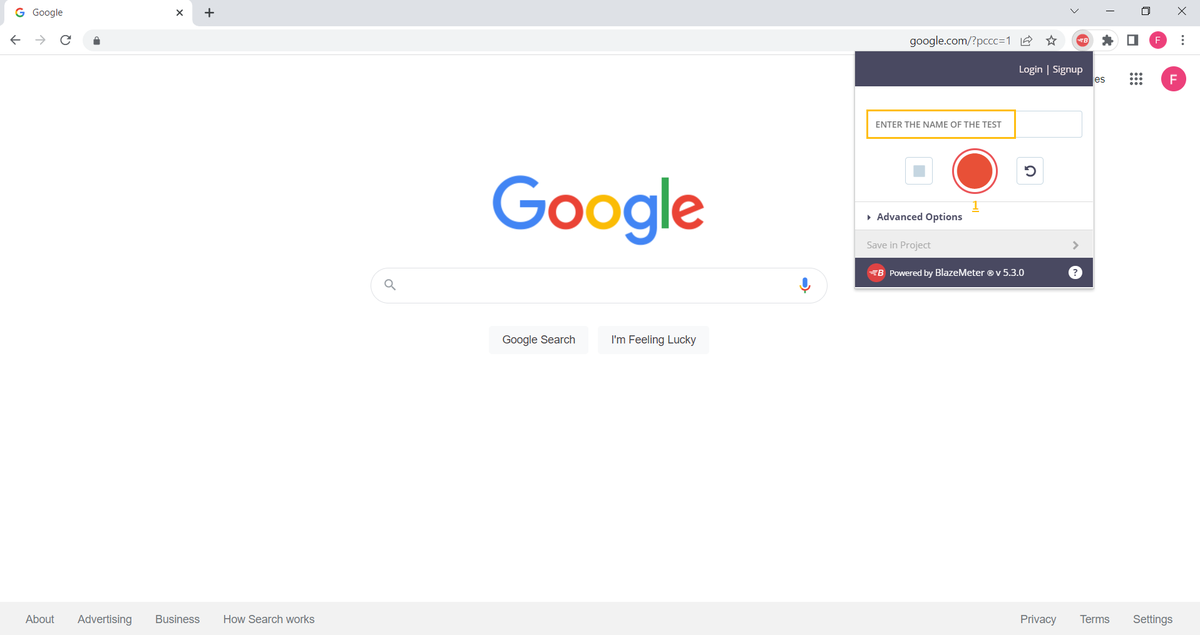 Google
google.com/?pccc=1
F
Login | Signup
es
F
ENTER THE NAME OF THE TEST
1
Advanced Options
Save in Project
B Powered by BlazeMeter ® v 5.3.0 ?
Google
Google Search
I'm Feeling Lucky
About
Advertising
Business
How Search works
Privacy
Terms
Settings